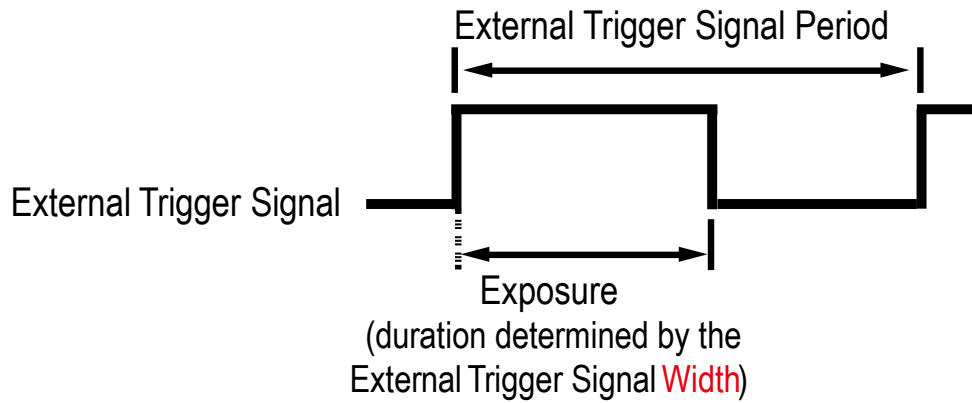 External Trigger Signal Period
External Trigger Signal
Exposure
(duration determined by the
External Trigger Signal Width)